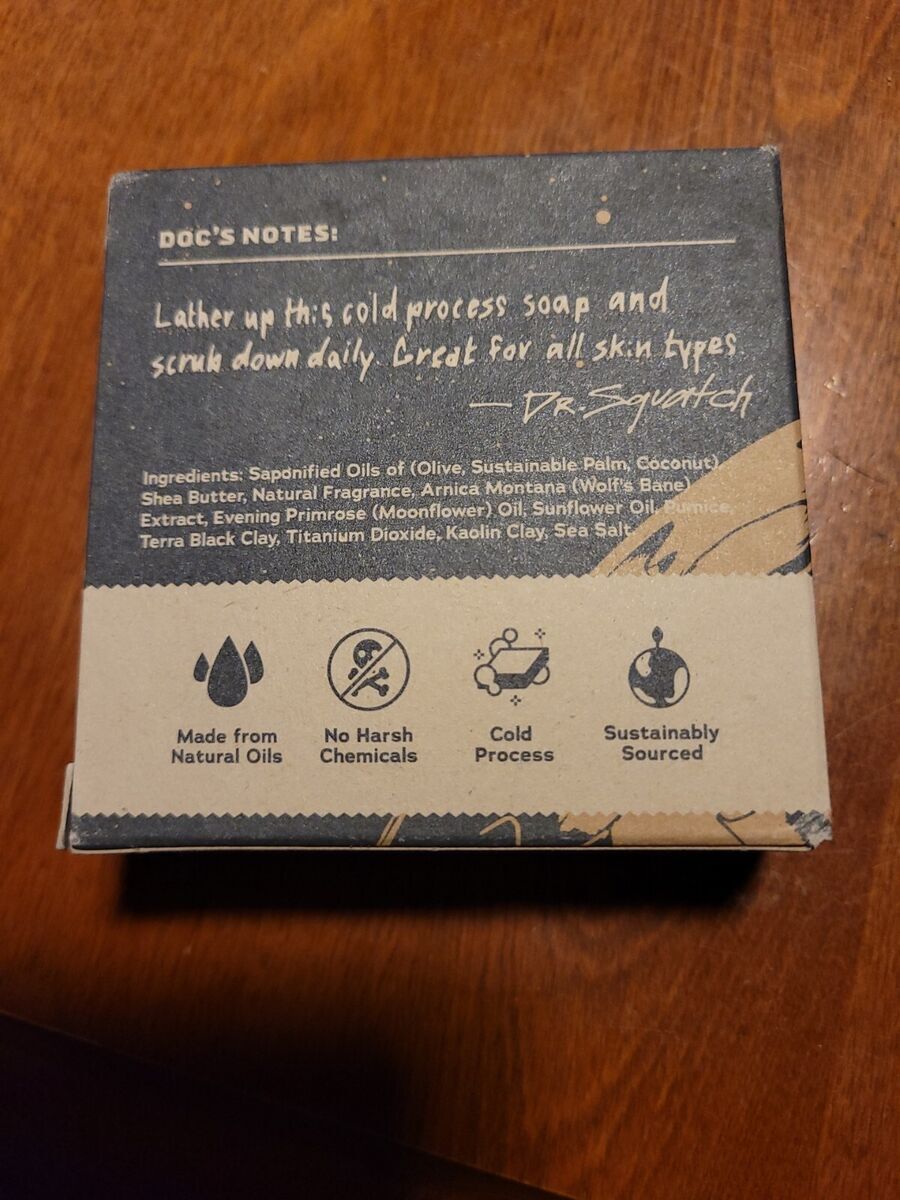 DOC'S NOTES:
Lather up this cold process soap and
scrub down daily. Great for all skin types
— DR. Squatch
Ingredients: Saponified Oils of (Olive, Sustainable Palm, Coconut),
Shea Butter, Natural Fragrance, Arnica Montana (Wolf's Bane)
Extract, Evening Primrose (Moonflower) Oil, Sunflower Oil, Pumice,
Terra Black Clay, Titanium Dioxide, Kaolin Clay, Sea Salt
Made from
Natural Oils
No Harsh
Chemicals
Cold
Process
Sustainably
Sourced